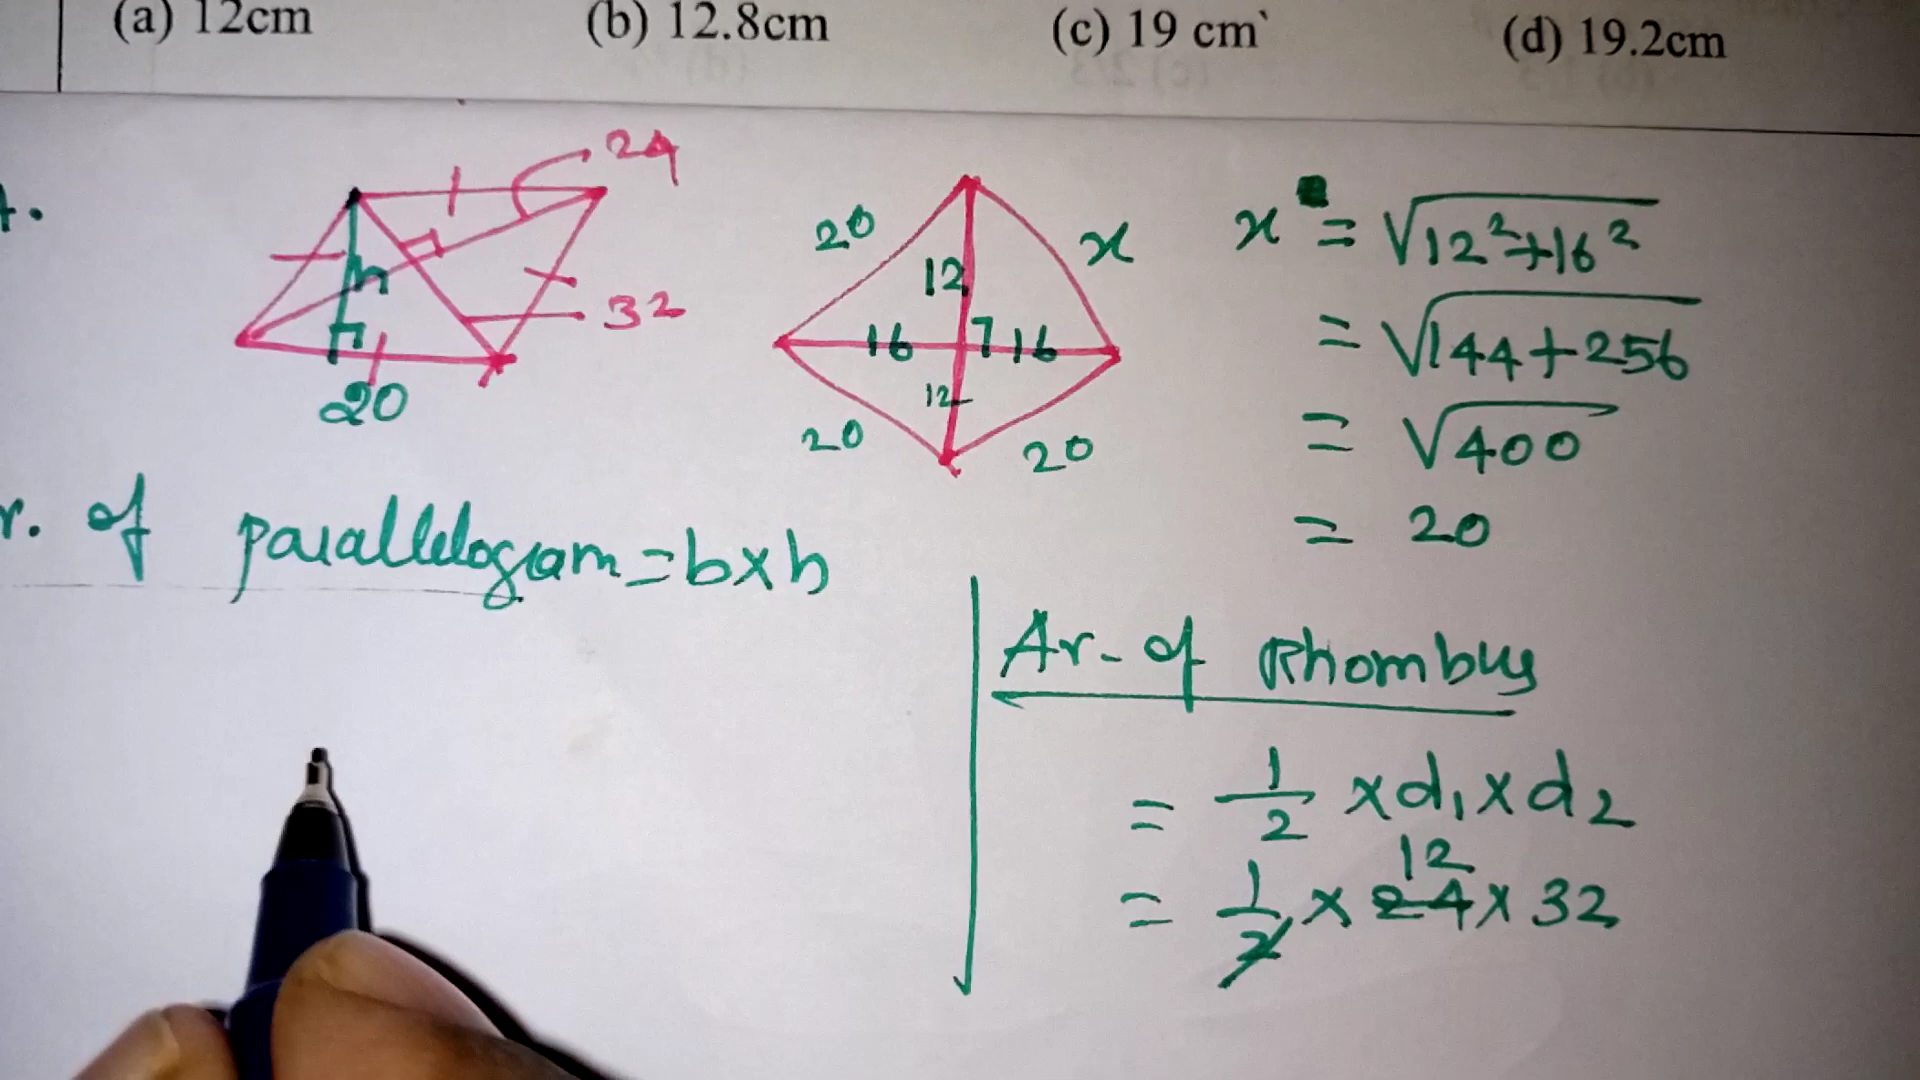 (a) 12cm (b) 12.8cm (c) 19 cm` (d) 19.2cm
24
h
32
20
20
x
12
16
7
16
12
20
20
x = √12²+16²
= √144+256
= √400
= 20
of parallelogram = b×h
Ar. of Rhombus
= 1/2 × d₁ × d₂
12
= 1/2 × 24 × 32